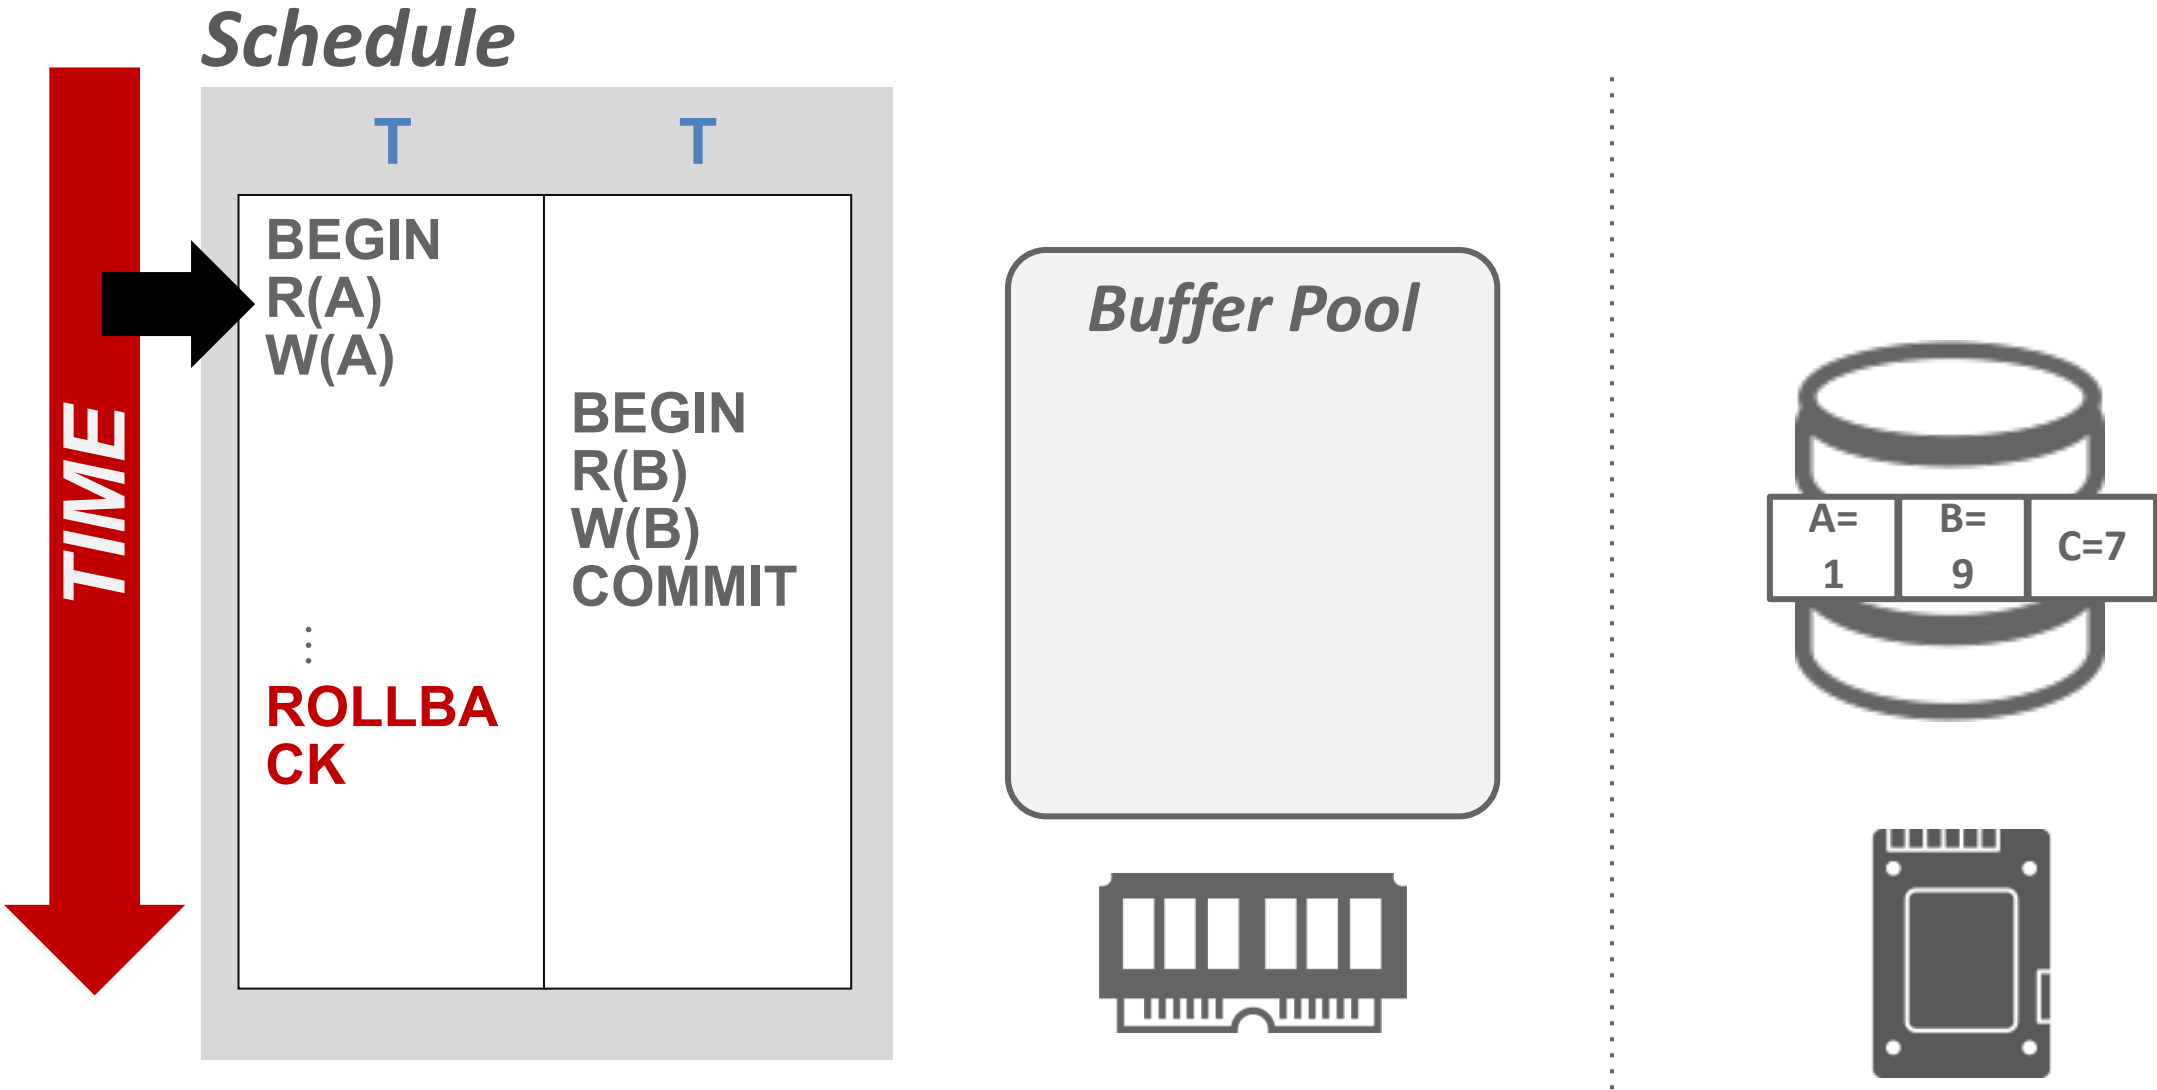 Schedule
T
T
BEGIN
R(A)
W(A)
BEGIN
R(B)
W(B)
COMMIT
⋮
ROLLBA
CK
TIME
Buffer Pool
A=
1
B=
9
C=7